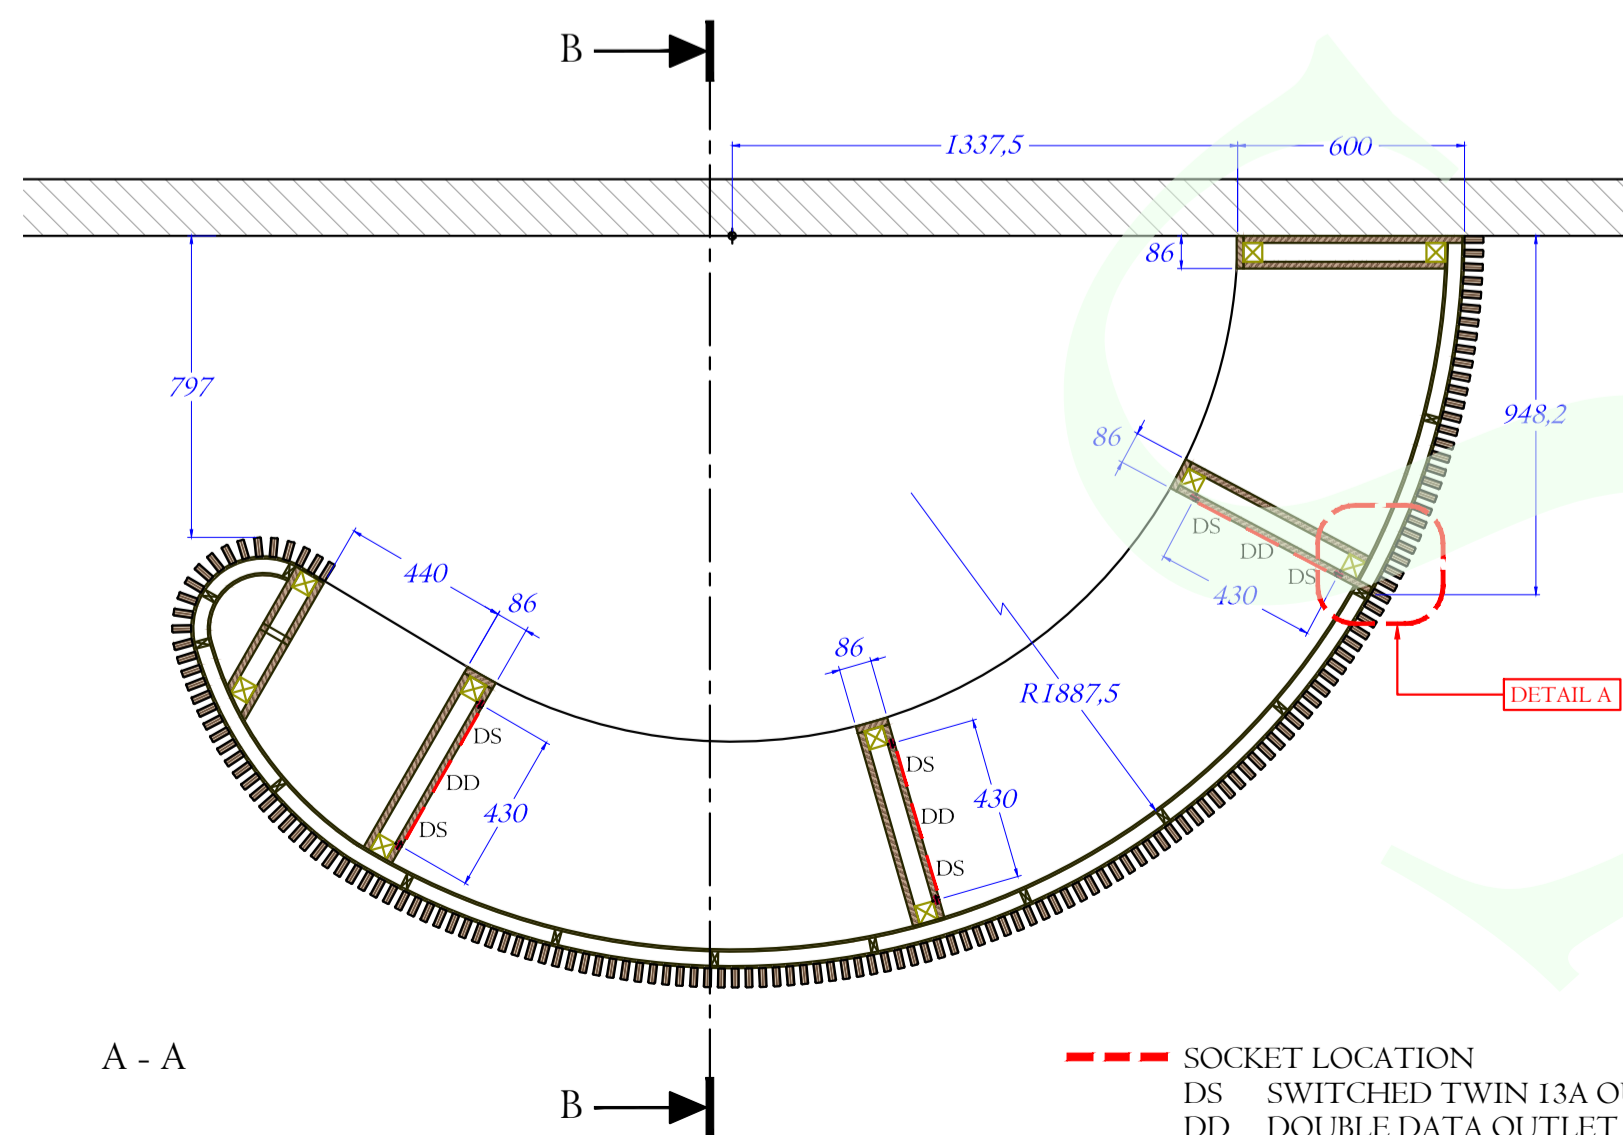 B
1337,5
600
86
797
948,2
86
DS
DD
DS
430
440
86
86
R1887,5
DETAIL A
DS
DD
DS
430
DS
DD
DS
430
A - A
SOCKET LOCATION
B
DS SWITCHED TWIN 13A
DD DOUBLE DATA OUTLET